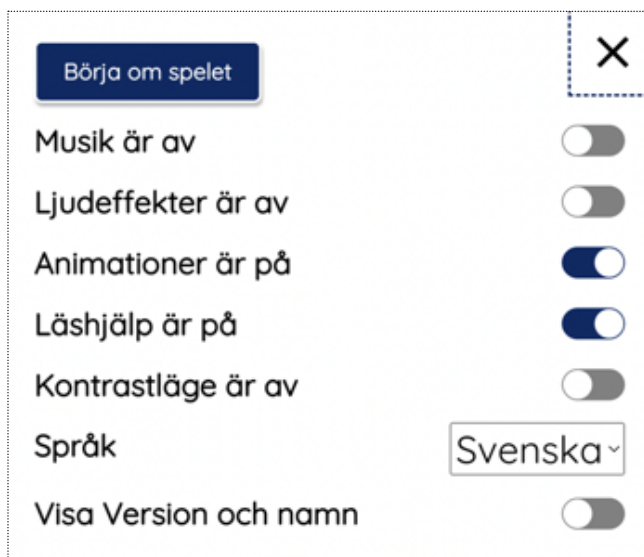 Börja om spelet
Musik är av
Ljudeffekter är av
Animationer är på
Läshjälp är på
Kontrastläge är av
Språk Svenska
Visa Version och namn